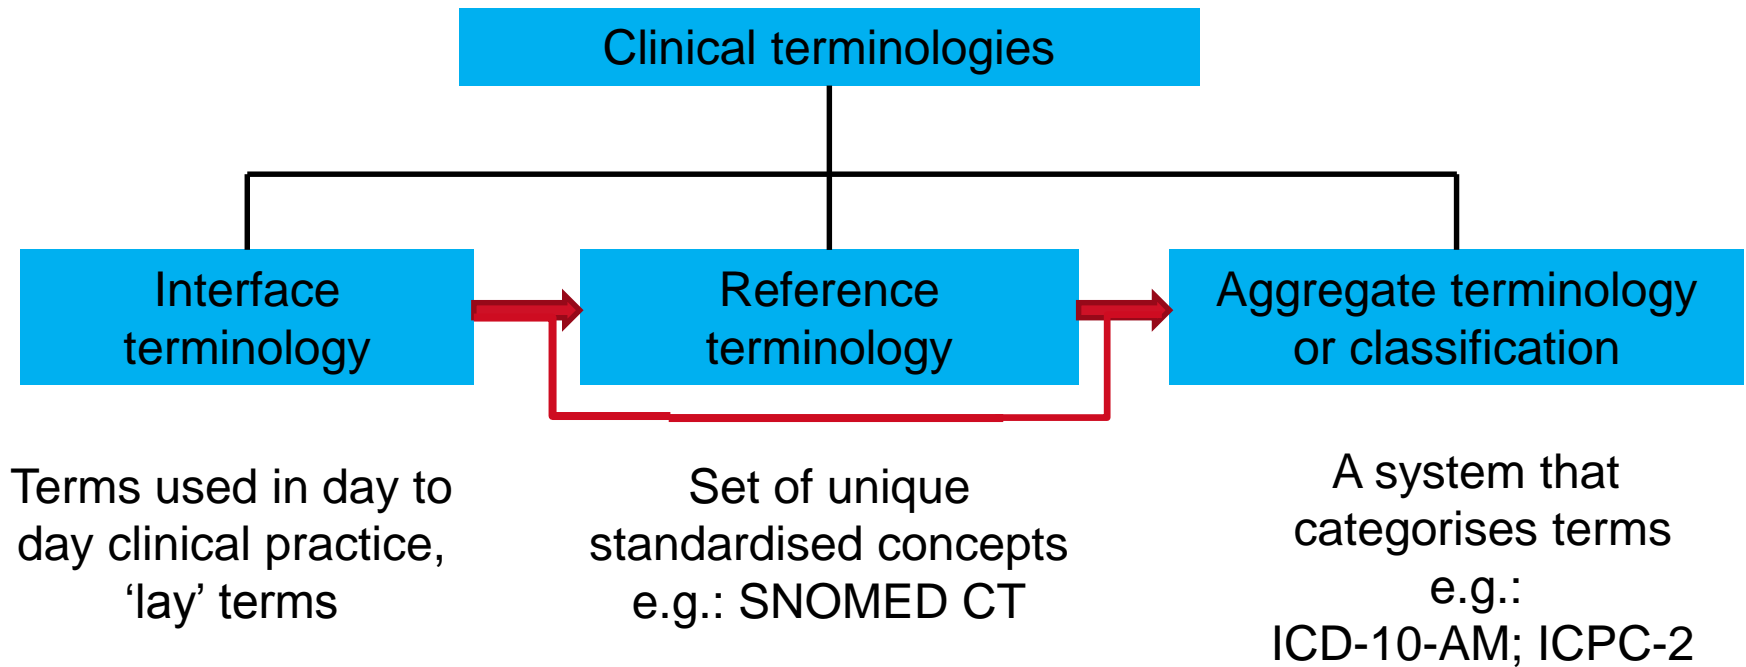 Clinical terminologies
Interface
terminology
Reference
terminology
Aggregate terminology
or classification
Terms used in day to
day clinical practice,
‘lay’ terms
Set of unique
standardised concepts
e.g.: SNOMED CT
A system that
categorises terms
e.g.:
ICD-10-AM; ICPC-2